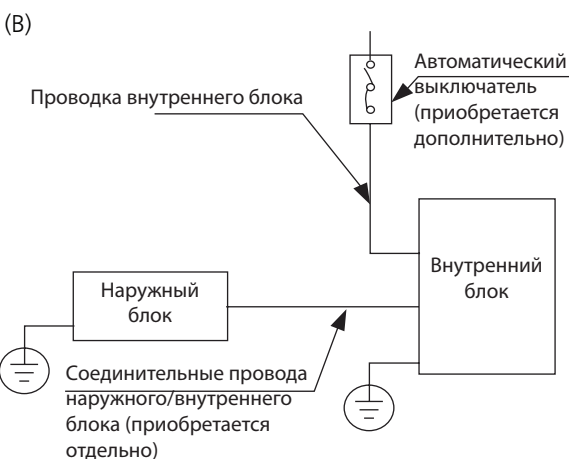 (B)
Автоматический
выключатель
(приобретается
дополнительно)
Проводка внутреннего блока
Внутренний
блок
Наружный
блок
Соединительные провода
наружного/внутреннего
блока (приобретается
отдельно)